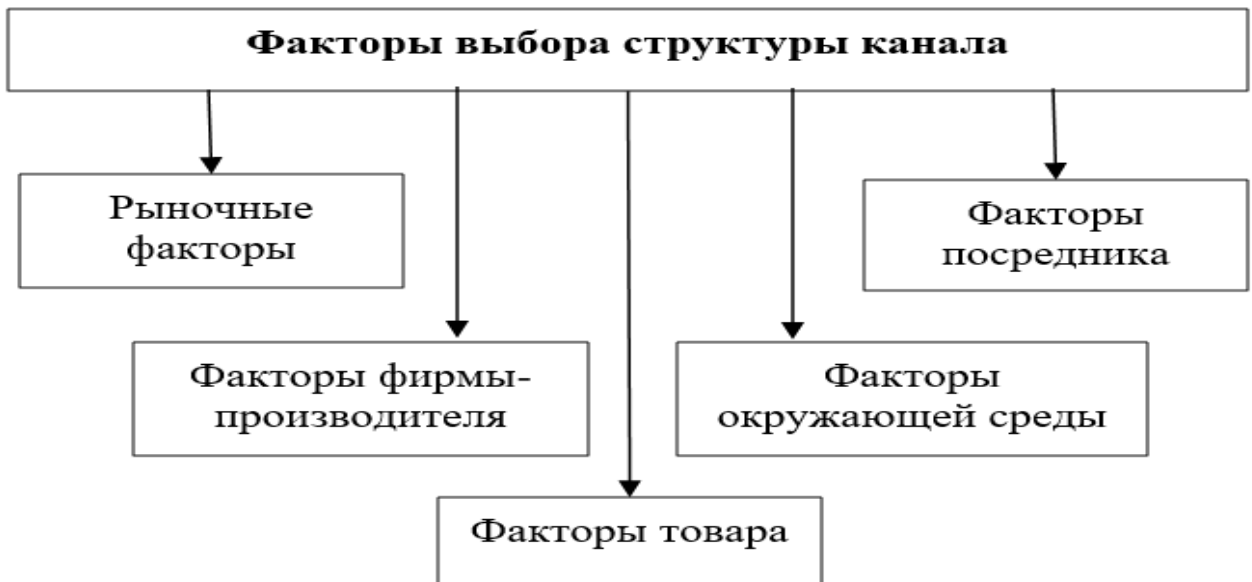 Факторы выбора структуры канала
Рыночные
факторы
Факторы
посредника
Факторы фирмы-
производителя
Факторы
окружающей среды
Факторы товара